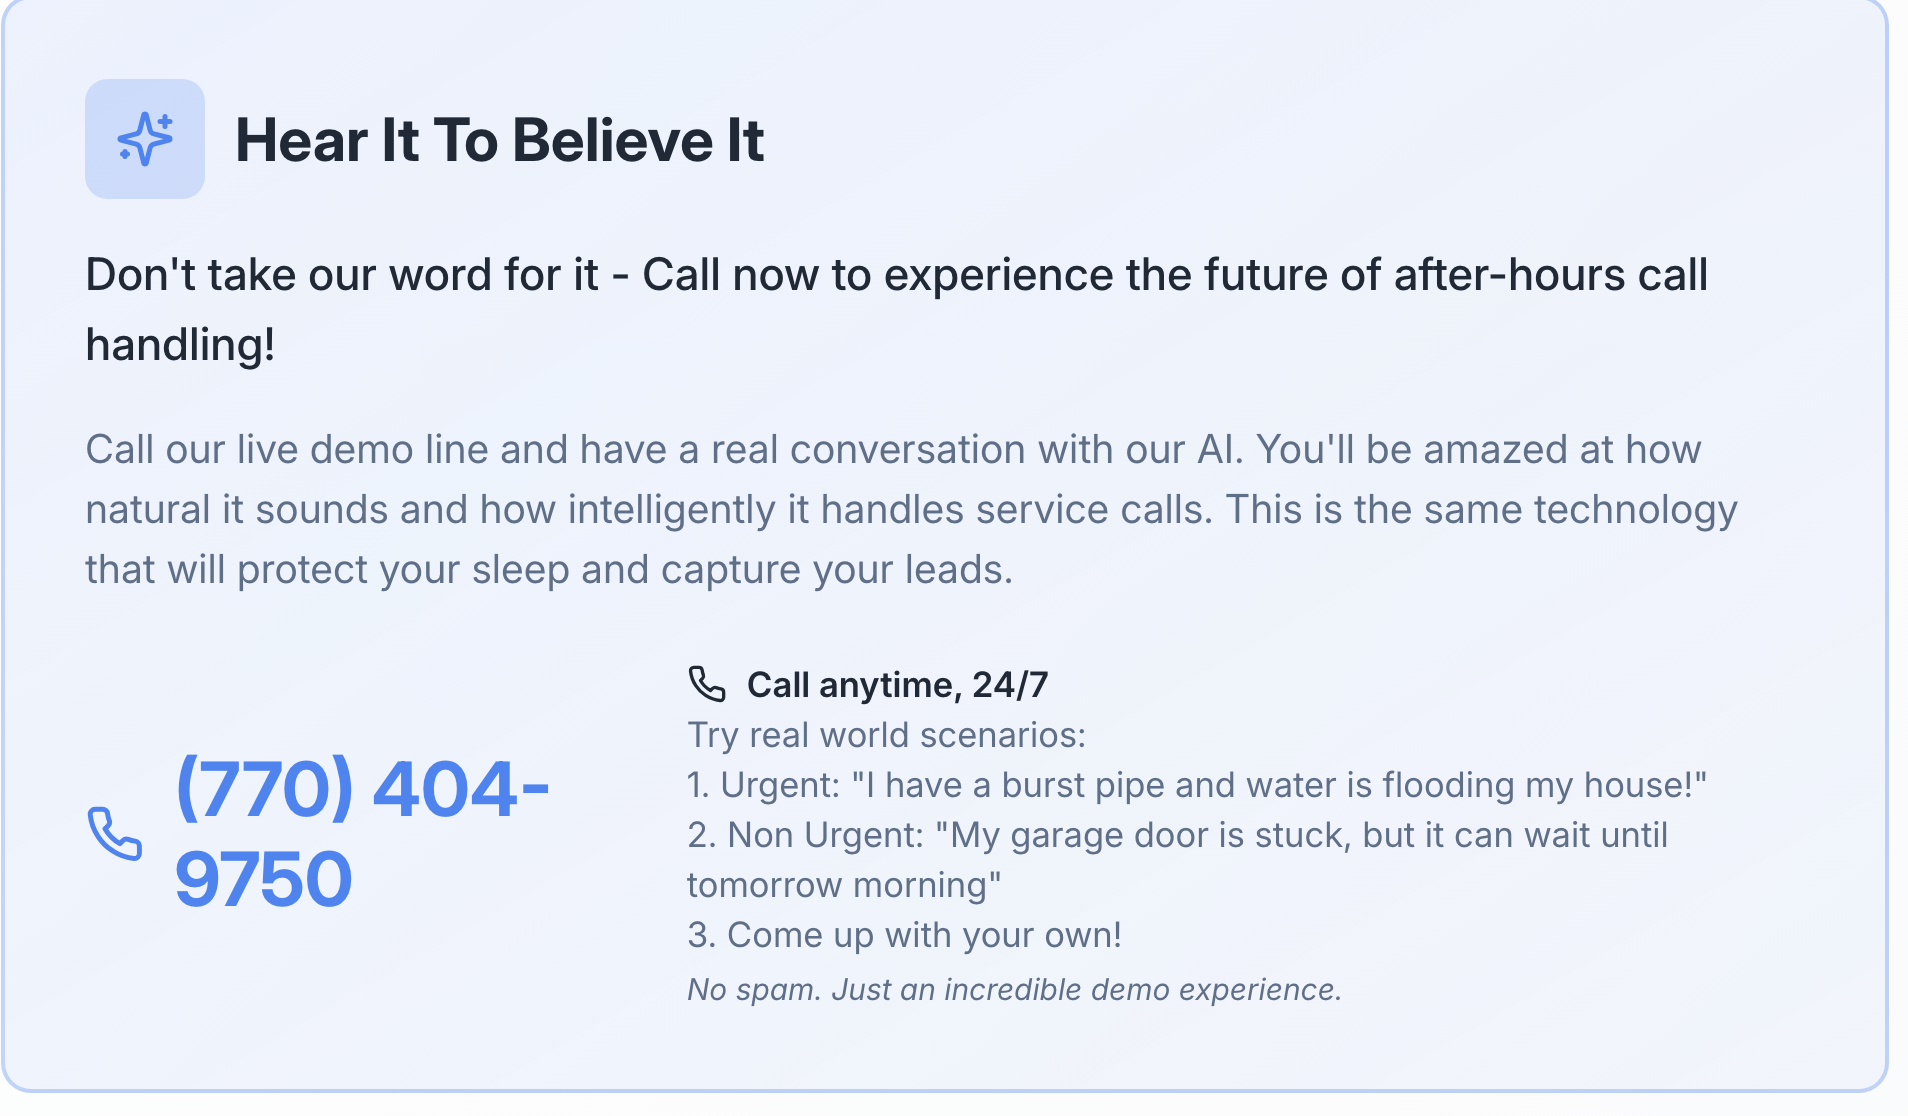 Hear It To Believe It
Don't take our word for it - Call now to experience the future of after-hours call
handling!
Call our live demo line and have a real conversation with our AI. You'll be amazed at how
natural it sounds and how intelligently it handles service calls. This is the same technology
that will protect your sleep and capture your leads.
(770) 404-
9750
Call anytime, 24/7
Try real world scenarios:
1. Urgent: "I have a burst pipe and water is flooding my house!"
2. Non Urgent: "My garage door is stuck, but it can wait until
tomorrow morning"
3. Come up with your own!
No spam. Just an incredible demo experience.